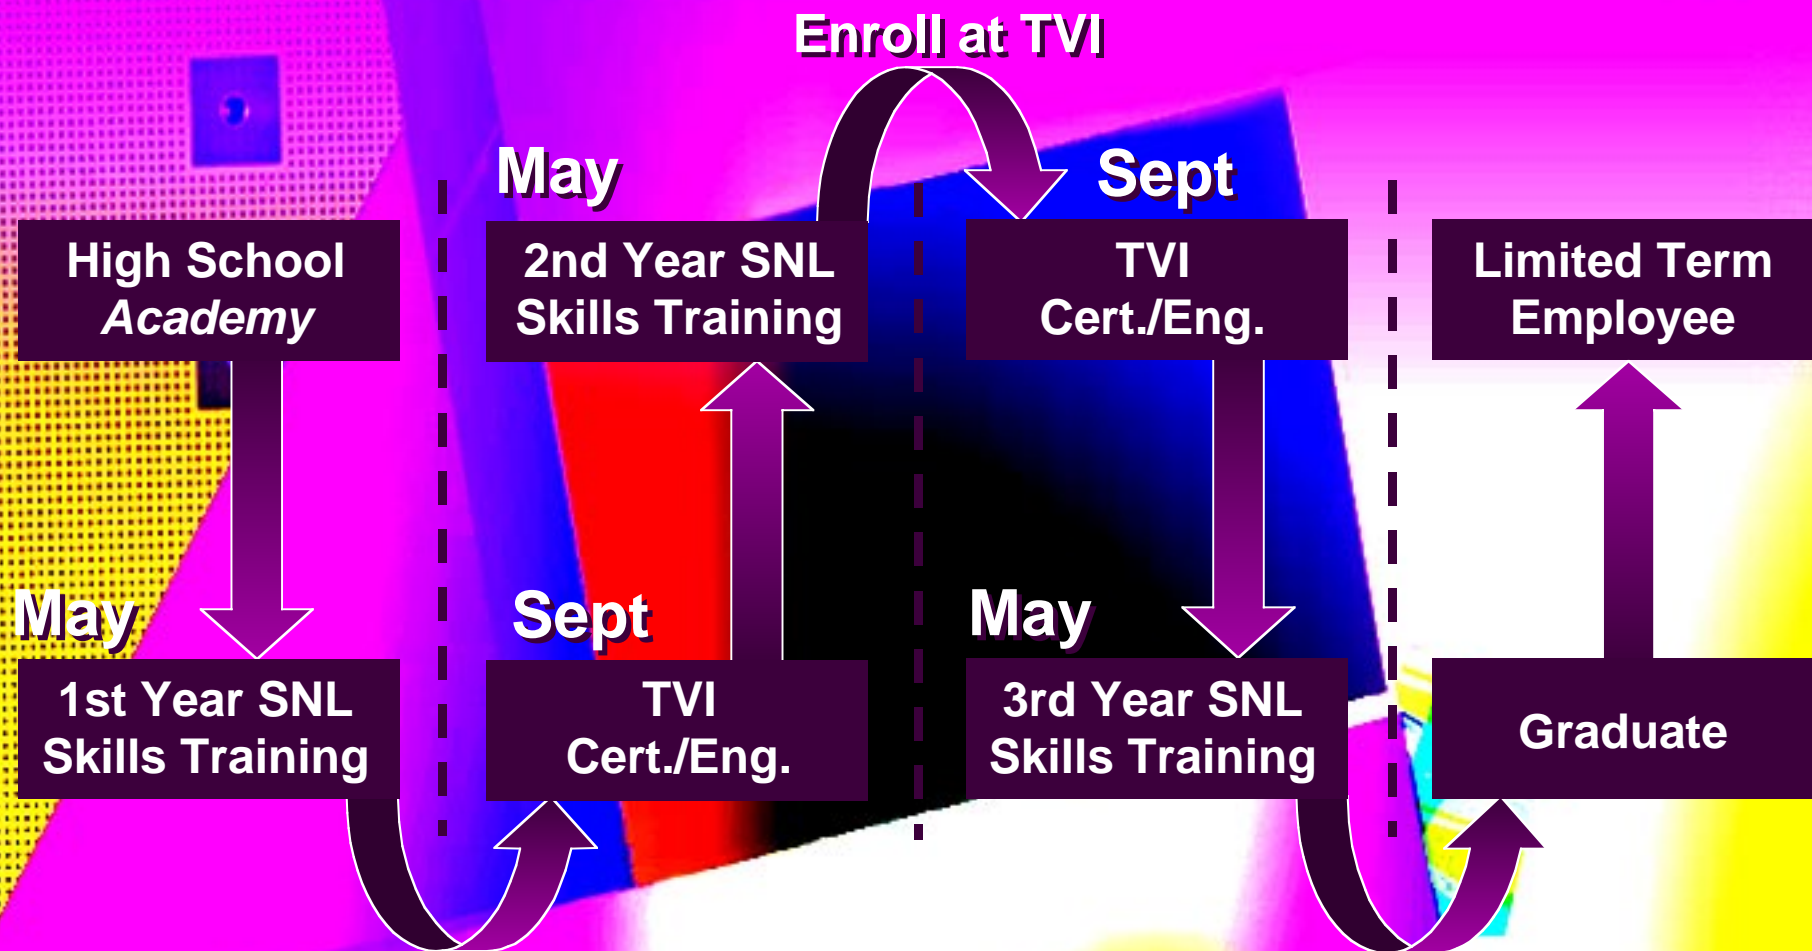 Enroll at TVI
May
Sept
High School
Academy
2nd Year SNL
Skills Training
TVI
Cert./Eng.
Limited Term
Employee
May
Sept
May
1st Year SNL
Skills Training
TVI
Cert./Eng.
3rd Year SNL
Skills Training
Graduate